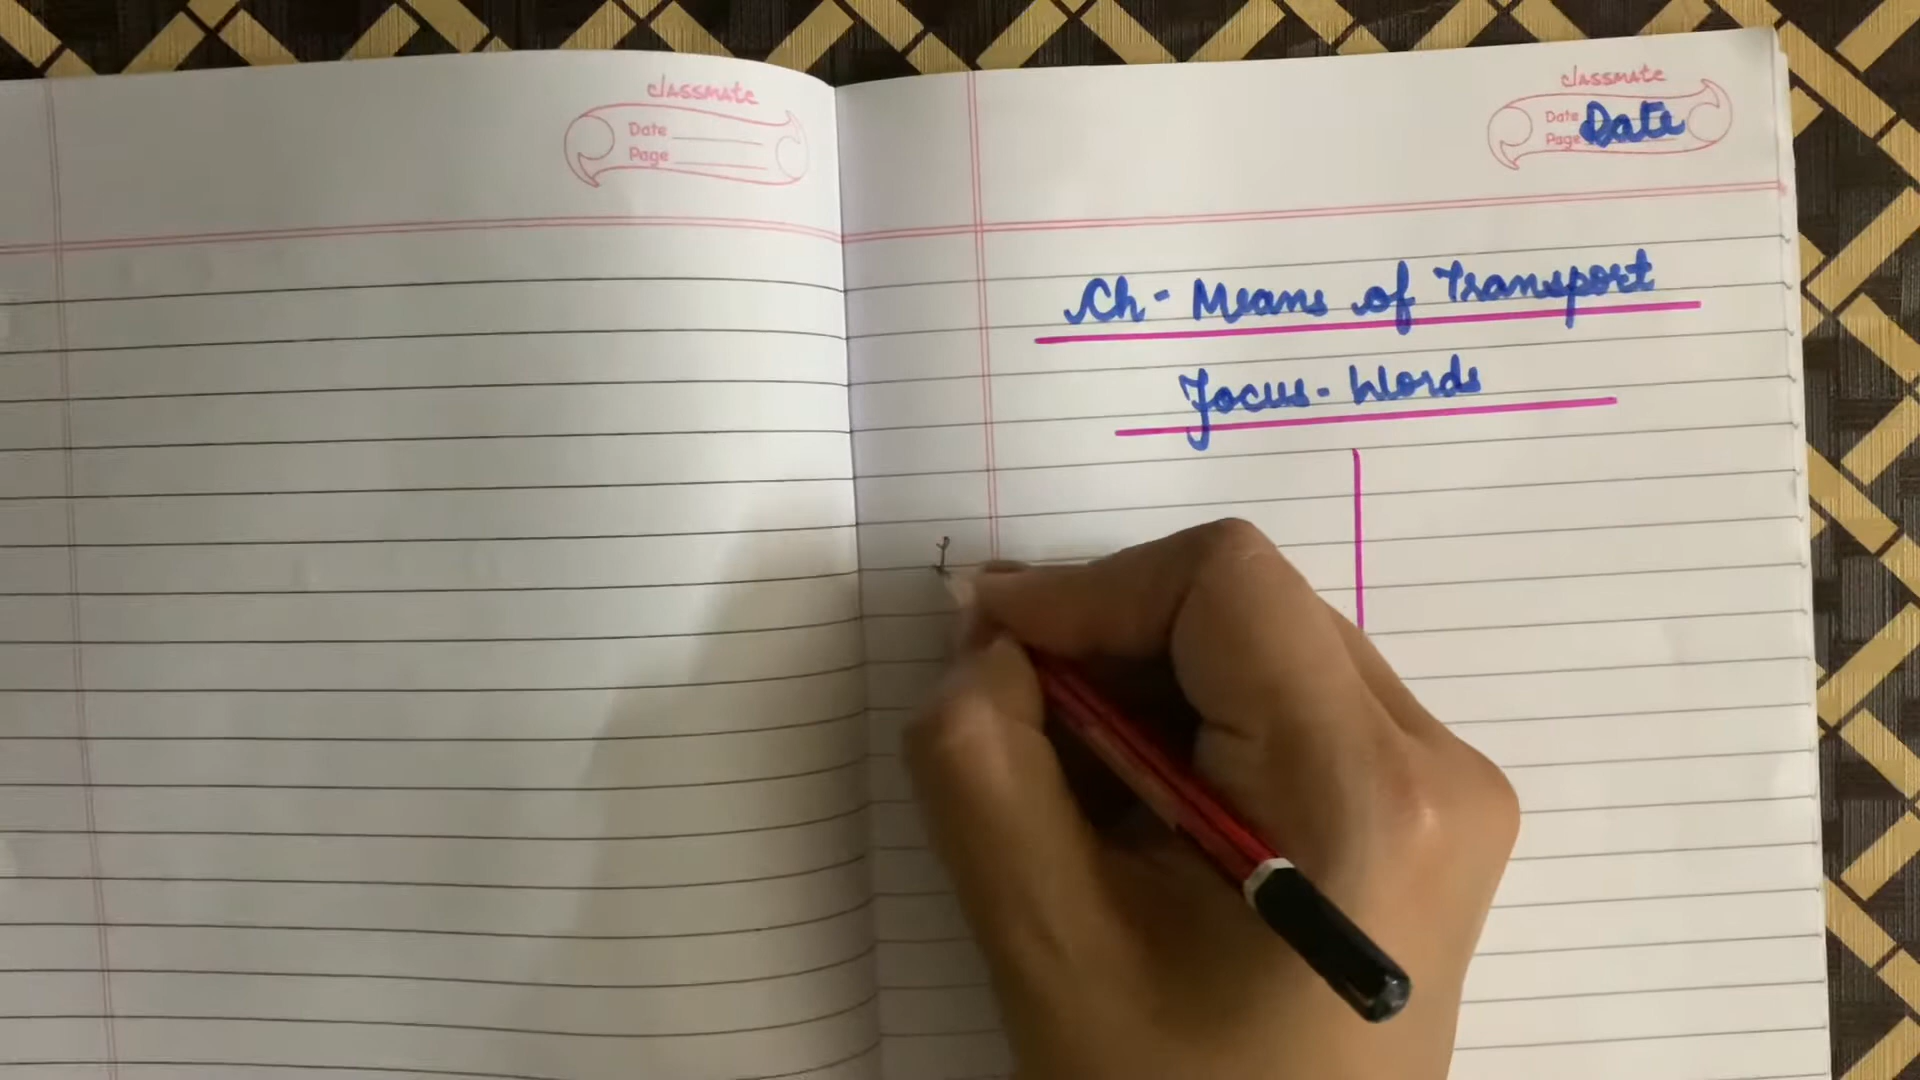 classmate
Date
Page
classmate
Date
Page Date
Ch - Means of Transport
Focus - Words